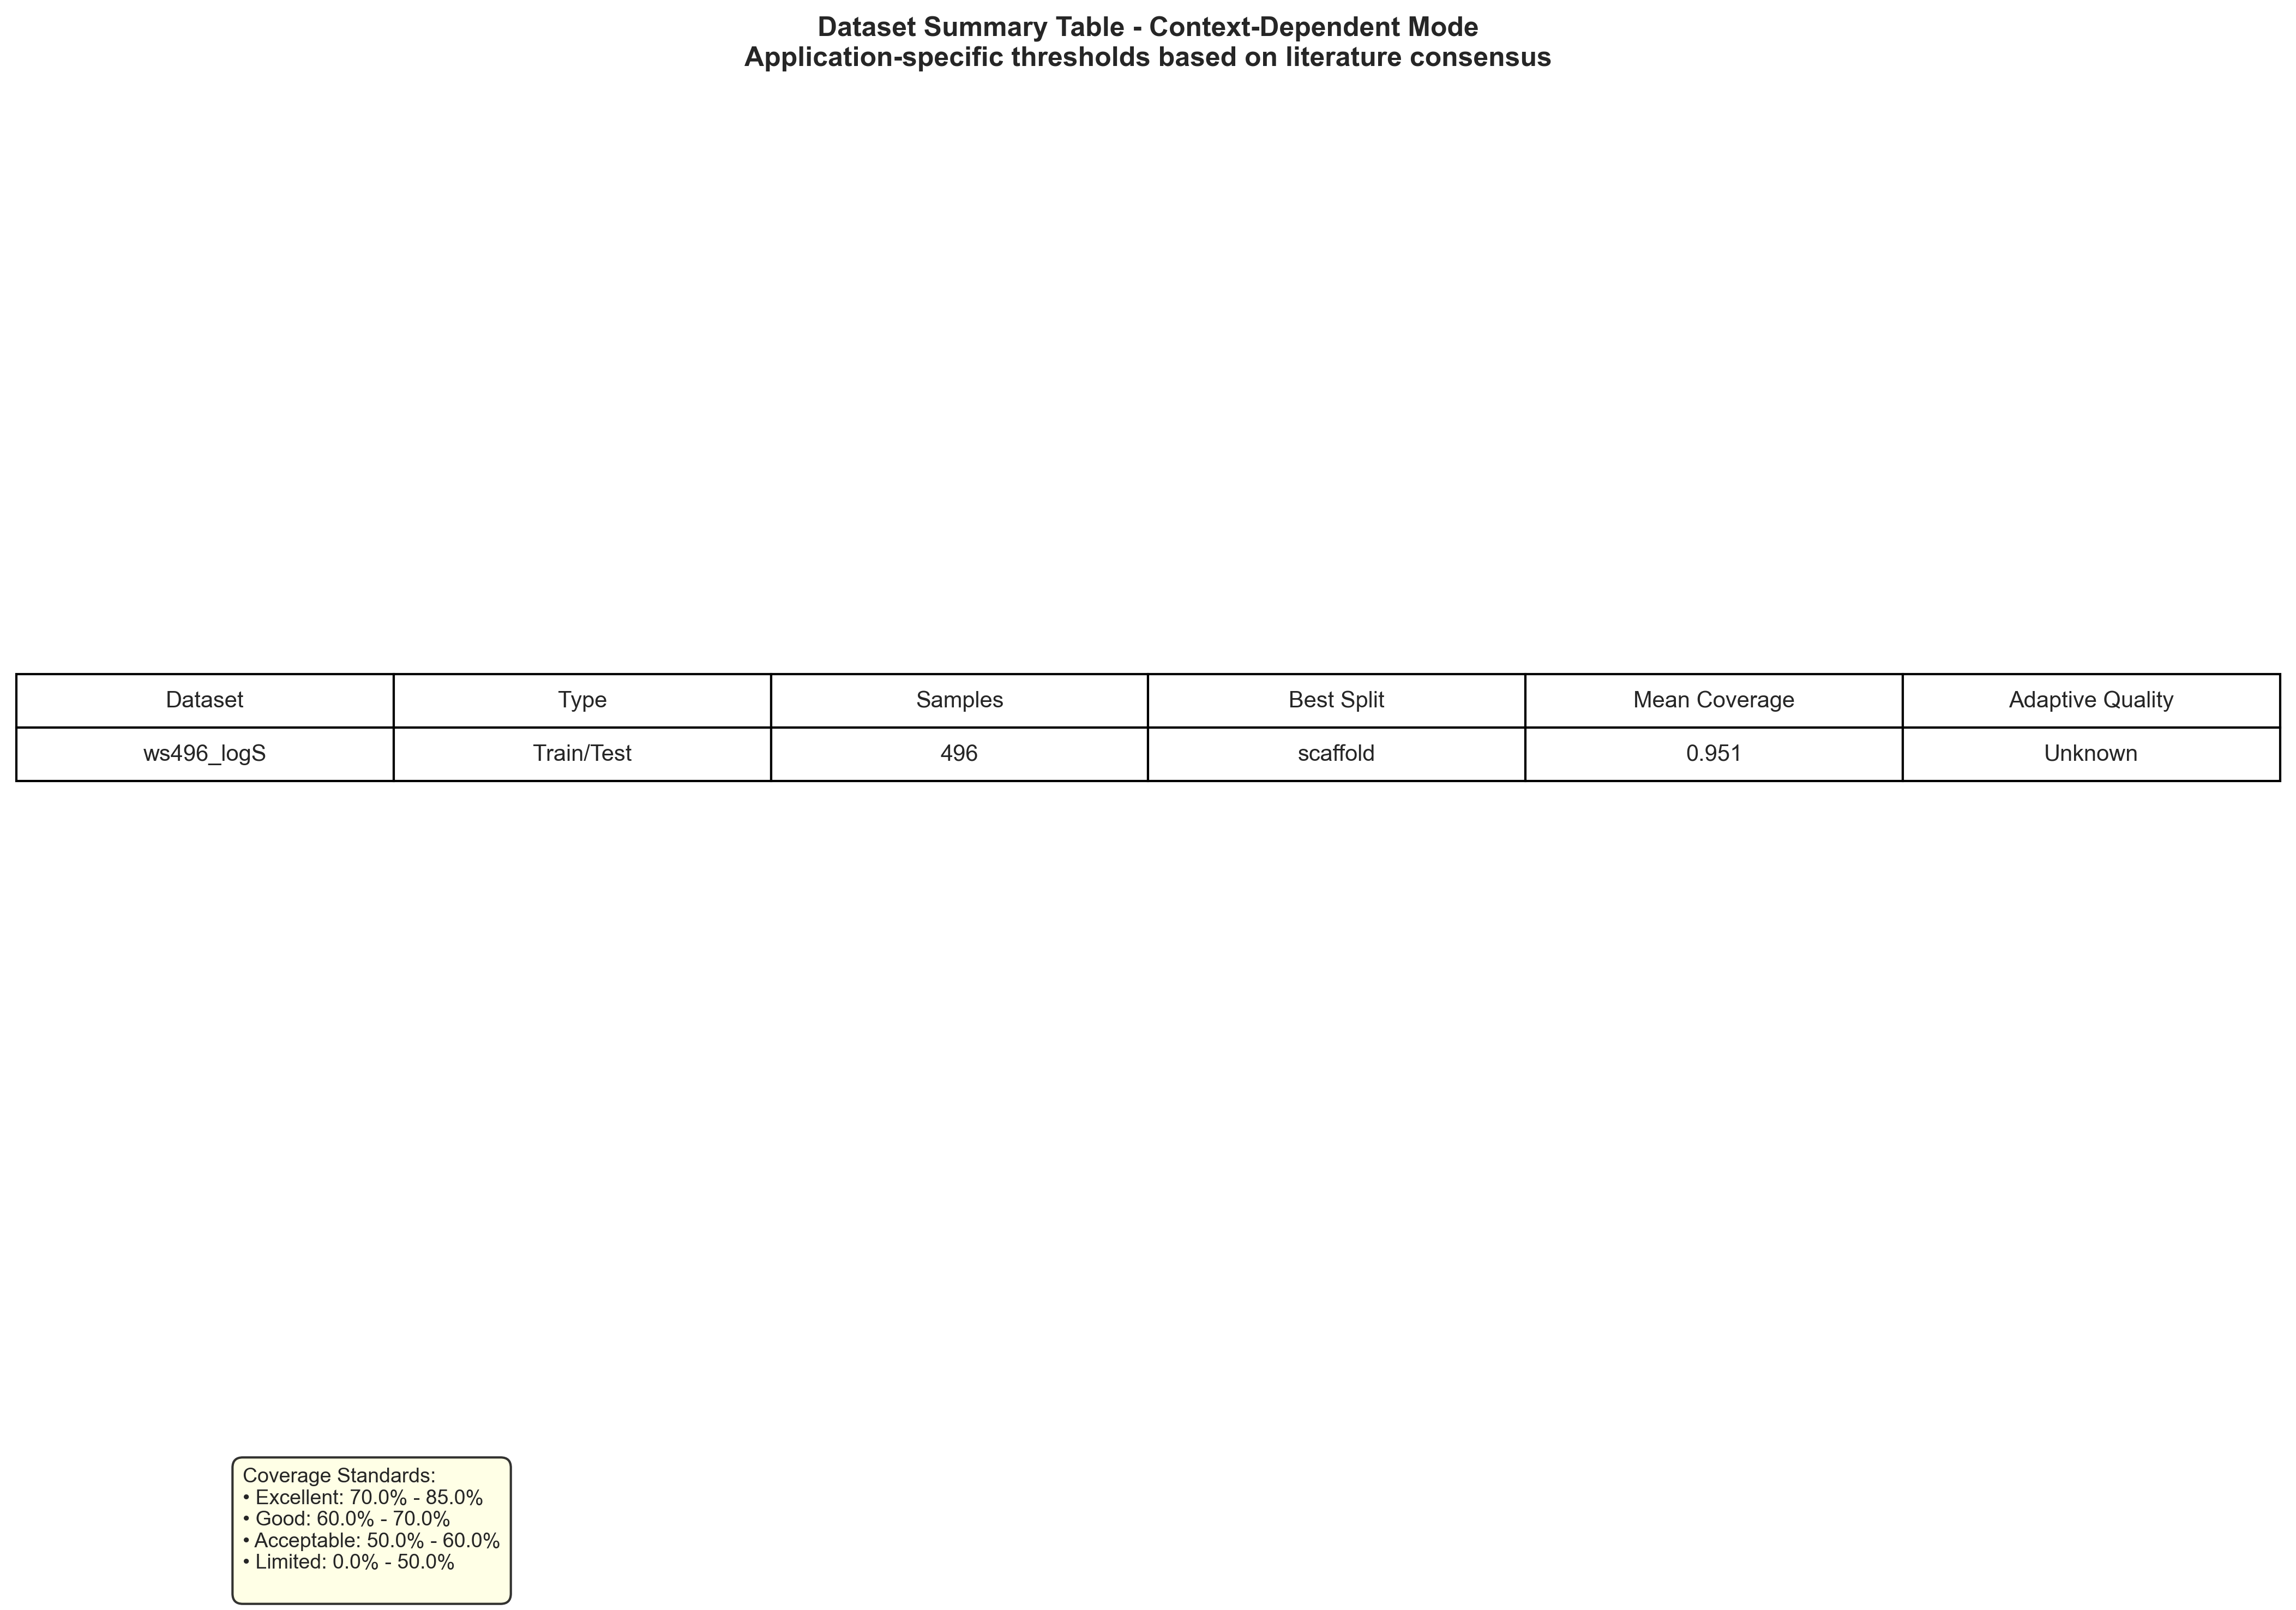 Dataset Summary Table - Context-Dependent Mode
Application-specific thresholds based on literature consensus
Dataset Type Samples Best Split Mean Coverage Adaptive Quality
ws496_logS Train/Test 496 scaffold 0.951 Unknown
Coverage Standards:
• Excellent: 70.0% - 85.0%
• Good: 60.0% - 70.0%
• Acceptable: 50.0% - 60.0%
• Limited: 0.0% - 50.0%